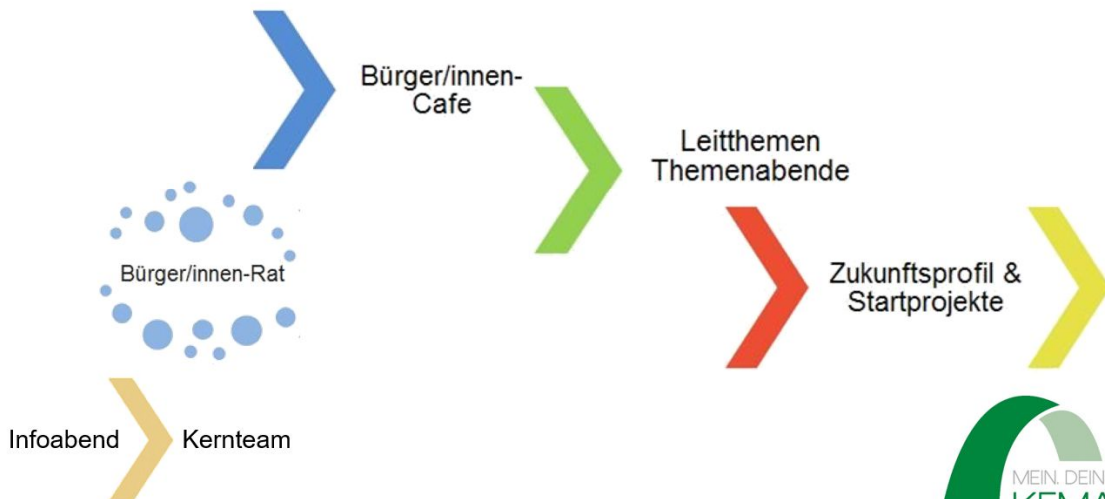 Bürger/innen-
Cafe
Leitthemen
Themenabende
Bürger/innen-Rat
Zukunftsprofil &
Startprojekte
Infoabend
Kernteam
MEIN. DEIN